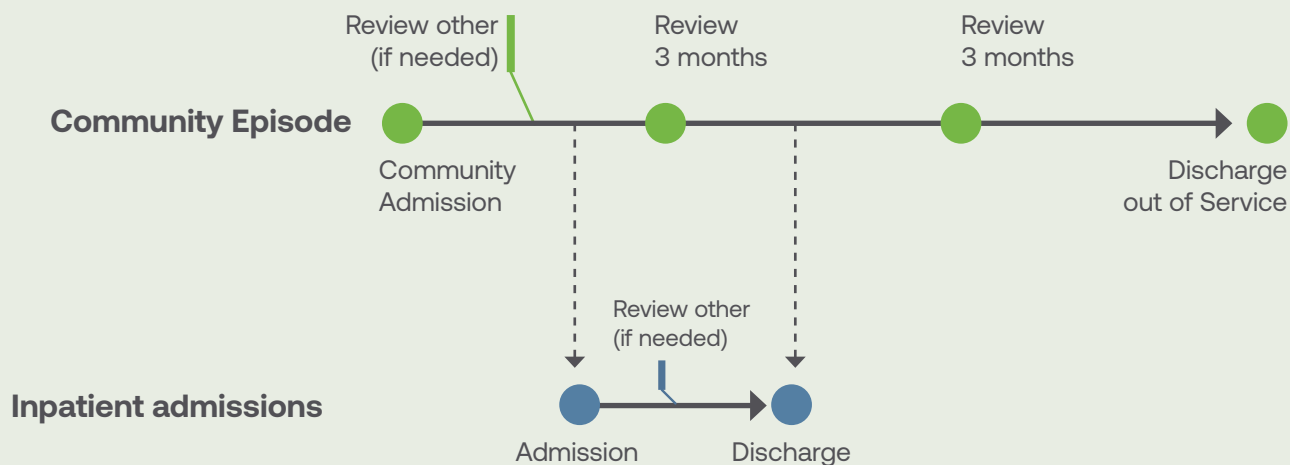 Review other
(if needed)
Review
3 months
Review
3 months
Community Episode
Community
Admission
Discharge
out of Service
Review other
(if needed)
Inpatient admissions
Admission
Discharge